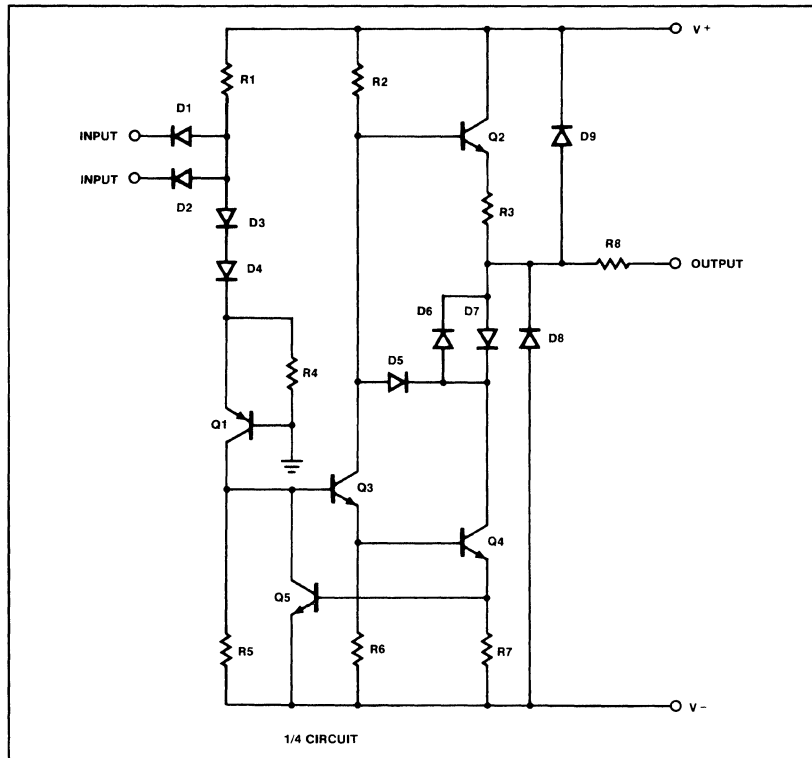 V+
R1
R2
D1
INPUT
Q2
D9
INPUT
D2
R3
D3
R8
OUTPUT
D4
D6
D7
D8
D5
R4
Q1
Q3
Q4
Q5
R5
R6
R7
V-
1/4 CIRCUIT